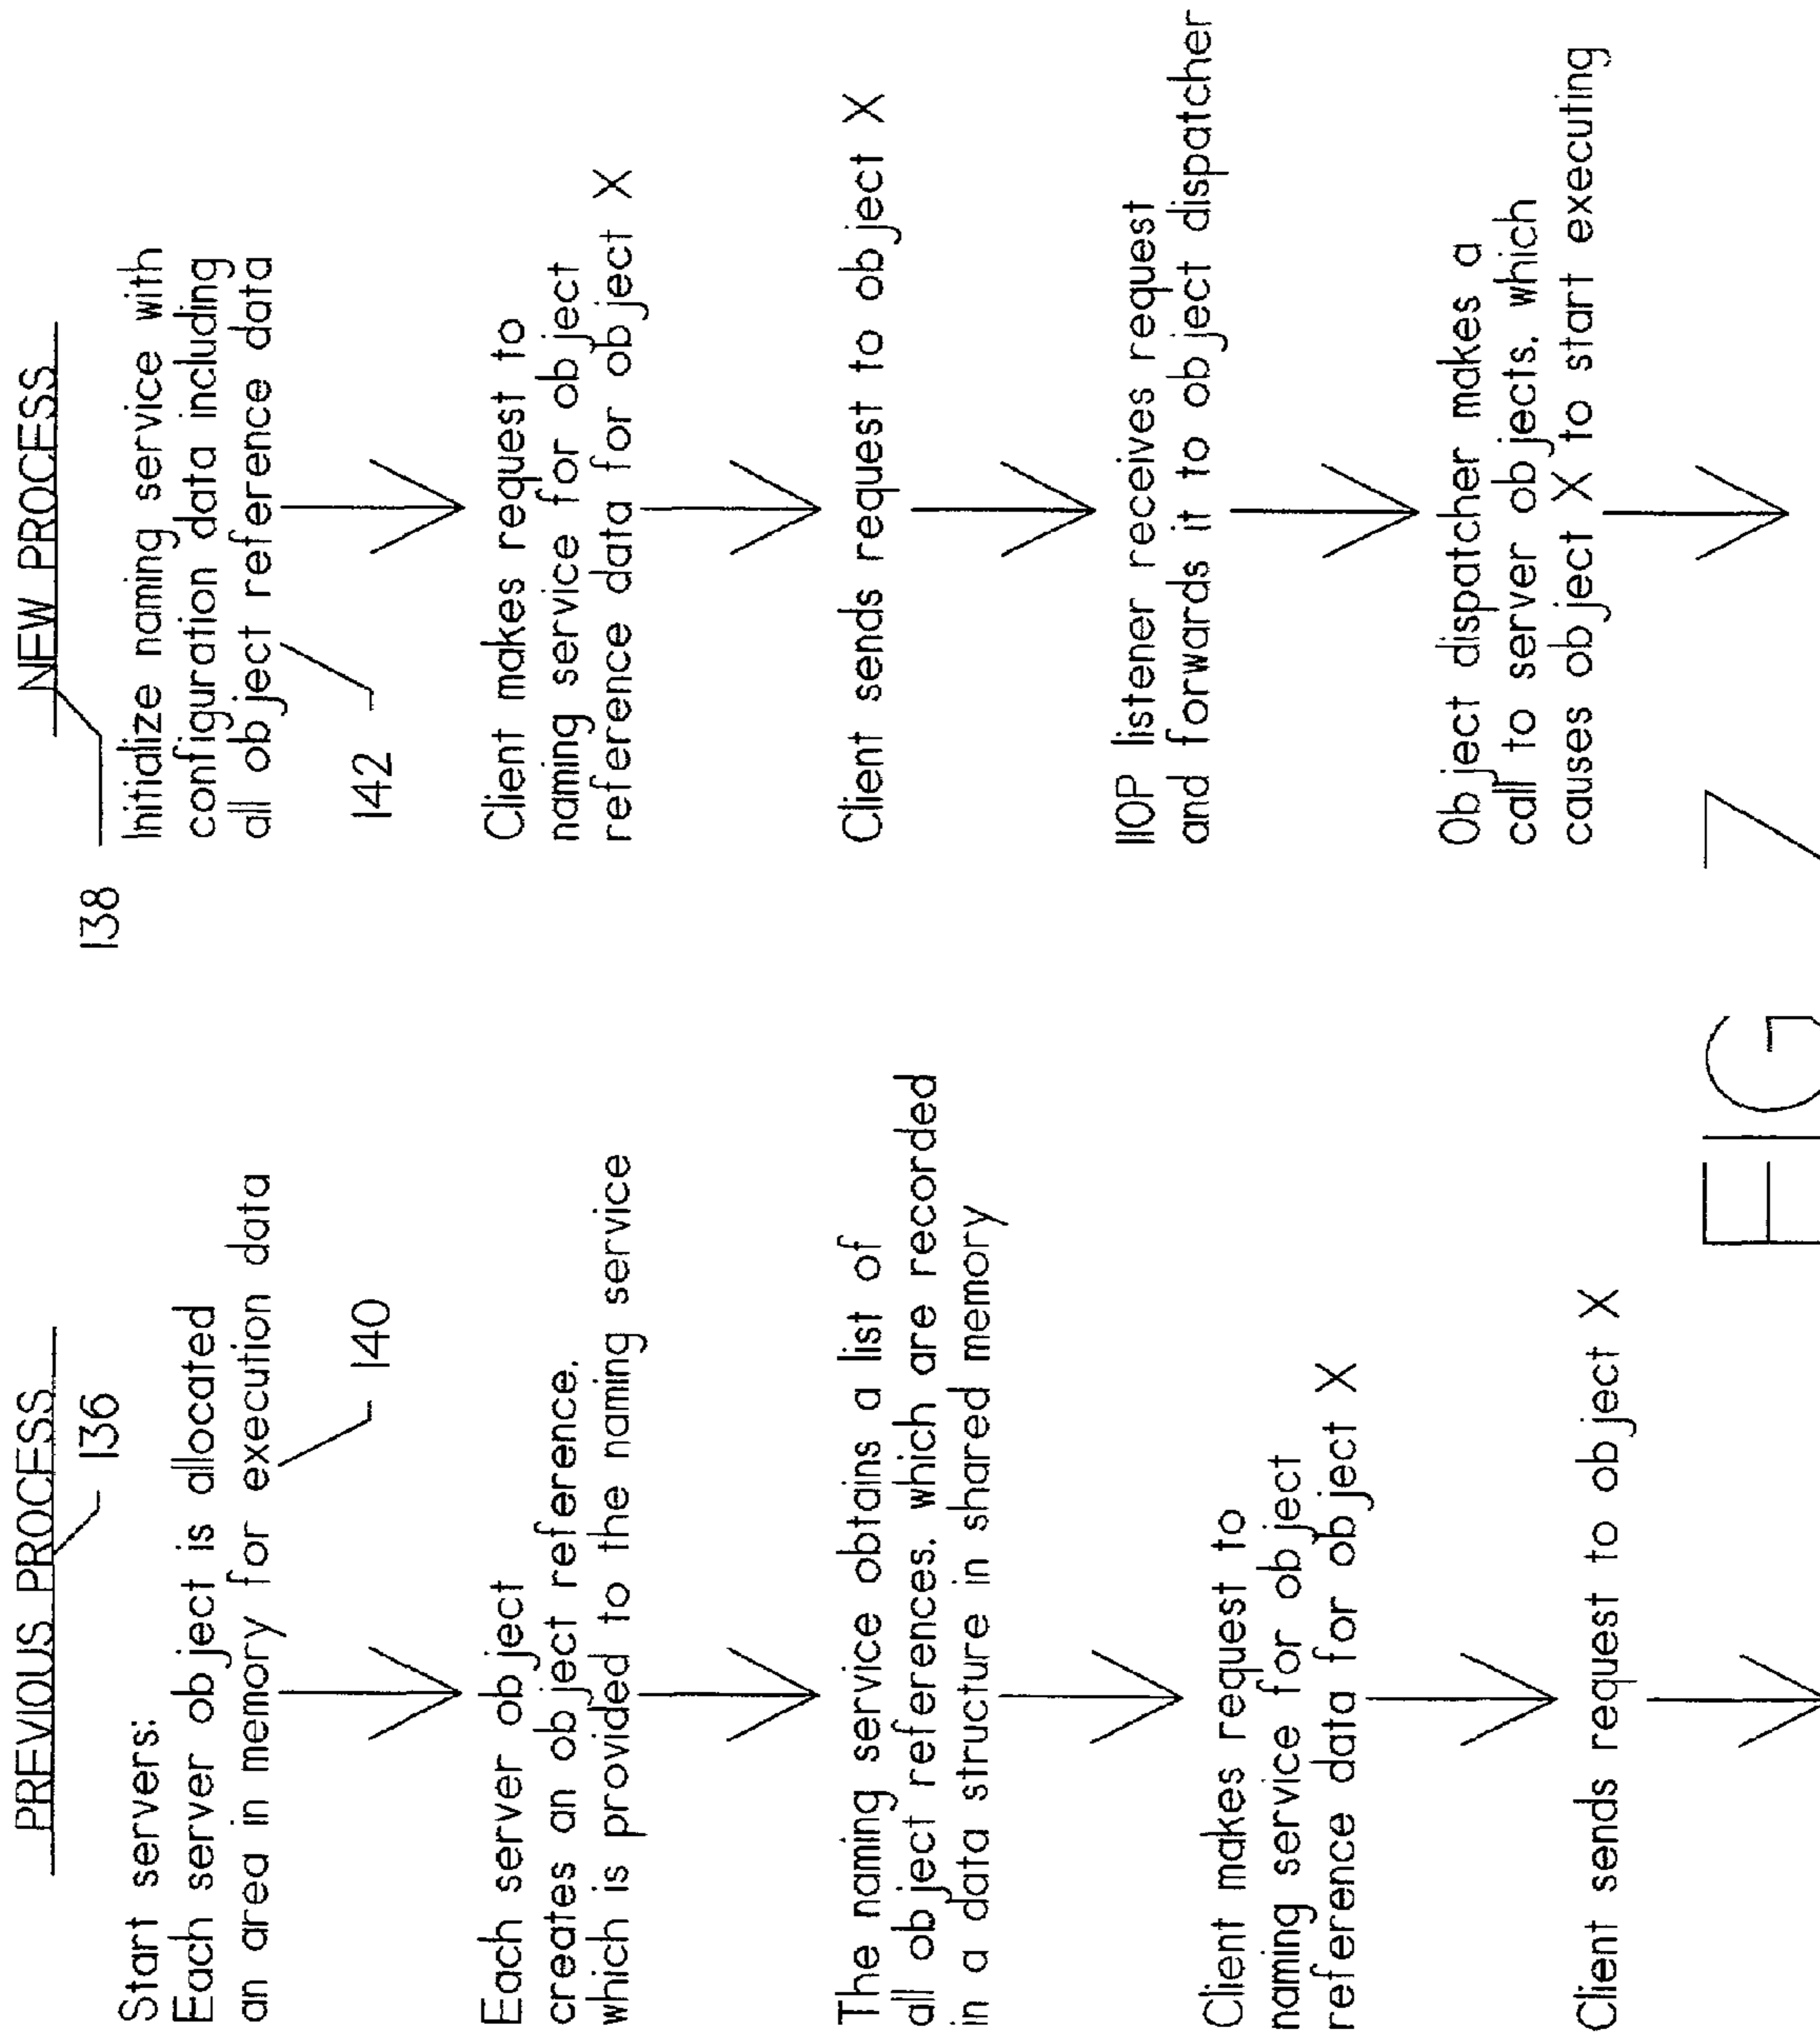 PREVIOUS PROCESS
136
Start servers:
Each server object is allocated
an area in memory for execution data
140
Each server object
creates an object reference,
which is provided to the naming service
The naming service obtains a list of
all object references, which are recorded
in a data structure in shared memory
Client makes request to
naming service for object
reference data for object X
Client sends request to object X
NEW PROCESS
138
Initialize naming service with
configuration data including
all object reference data
142
Client makes request to
naming service for object
reference data for object X
Client sends request to object X
IIOP listener receives request
and forwards it to object dispatcher
Object dispatcher makes a
call to server objects, which
causes object X to start executing
FIG 7